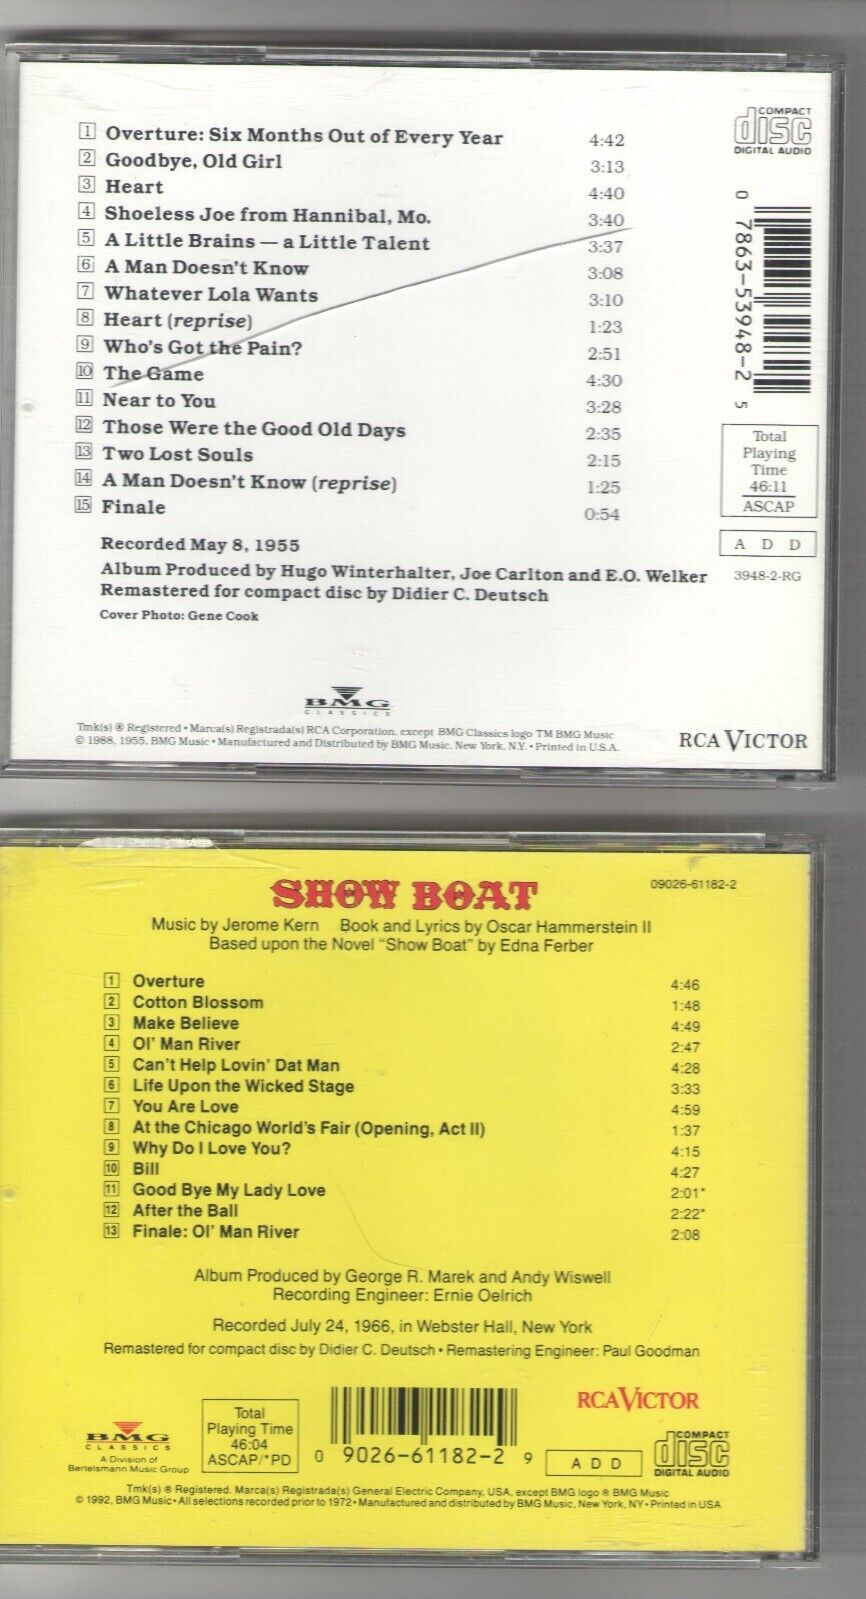 1 Overture: Six Months Out of Every Year 4:42
2 Goodbye, Old Girl 3:13
3 Heart 4:40
4 Shoeless Joe from Hannibal, Mo. 3:40
5 A Little Brains — a Little Talent 3:37
6 A Man Doesn't Know 3:08
7 Whatever Lola Wants 3:10
8 Heart (reprise) 1:23
9 Who's Got the Pain? 2:51
10 The Game 4:30
11 Near to You 3:28
12 Those Were the Good Old Days 2:35
13 Two Lost Souls 2:15
14 A Man Doesn't Know (reprise) 1:25
15 Finale 0:54
Recorded May 8, 1955
Album Produced by Hugo Winterhalter, Joe Carlton and E.O. Welker
Remastered for compact disc by Didier C. Deutsch
Cover Photo: Gene Cook
COMPACT
disc
DIGITAL AUDIO
0 7863-53948-2 5
Total
Playing
Time
46:11
ASCAP
A D D
3948-2-RG
BMG
CLASSICS
Tmk(s) ® Registered • Marca(s) Registrada(s) RCA Corporation, except BMG Classics logo TM BMG Music
© 1988, 1955, BMG Music • Manufactured and Distributed by BMG Music, New York, N.Y. • Printed in U.S.A.
RCA VICTOR
SHOW BOAT
09026-61182-2
Music by Jerome Kern Book and Lyrics by Oscar Hammerstein II
Based upon the Novel "Show Boat" by Edna Ferber
1 Overture 4:46
2 Cotton Blossom 1:48
3 Make Believe 4:49
4 Ol' Man River 2:47
5 Can't Help Lovin' Dat Man 4:28
6 Life Upon the Wicked Stage 3:33
7 You Are Love 4:59
8 At the Chicago World's Fair (Opening, Act II) 1:37
9 Why Do I Love You? 4:15
10 Bill 4:27
11 Good Bye My Lady Love 2:01*
12 After the Ball 2:22*
13 Finale: Ol' Man River 2:08
Album Produced by George R. Marek and Andy Wiswell
Recording Engineer: Ernie Oelrich
Recorded July 24, 1966, in Webster Hall, New York
Remastered for compact disc by Didier C. Deutsch • Remastering Engineer: Paul Goodman
BMG
CLASSICS
A Division of
Bertelsmann Music Group
Total
Playing Time
46:04
ASCAP/*PD
0 9026-61182-2 9
RCA VICTOR
A D D
COMPACT
disc
DIGITAL AUDIO
Tmk(s) ® Registered. Marca(s) Registrada(s) General Electric Company, USA, except BMG logo ® BMG Music
© 1992, BMG Music • All selections recorded prior to 1972 • Manufactured and distributed by BMG Music, New York, NY • Printed in USA